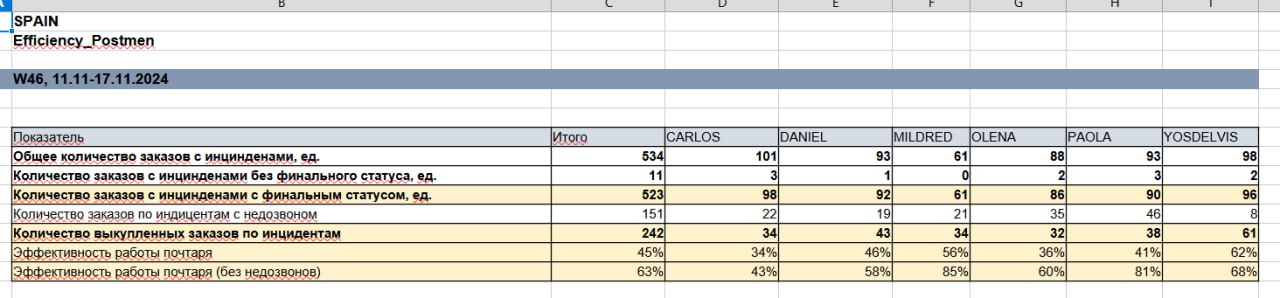 B C D E F G H I
SPAIN
Efficiency_Postmen
W46, 11.11-17.11.2024
Показатель Итого CARLOS DANIEL MILDRED OLENA PAOLA YOSDELVIS
Общее количество заказов с инцинденами, ед. 534 101 93 61 88 93 98
Количество заказов с инцинденами без финального статуса, ед. 11 3 1 0 2 3 2
Количество заказов с инцинденами с финальным статусом, ед. 523 98 92 61 86 90 96
Количество заказов по индицентам с недозвоном 151 22 19 21 35 46 8
Количество выкупленных заказов по инцидентам 242 34 43 34 32 38 61
Эффективность работы почтаря 45% 34% 46% 56% 36% 41% 62%
Эффективность работы почтаря (без недозвонов) 63% 43% 58% 85% 60% 81% 68%